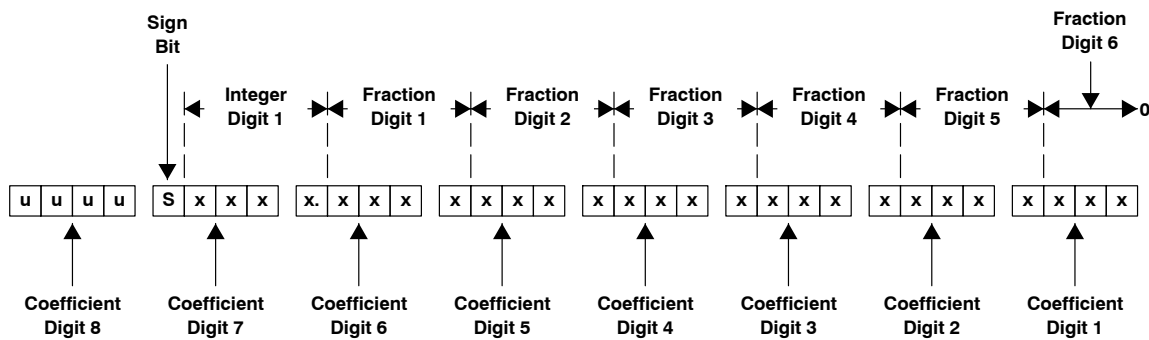 Sign
Bit
Fraction
Digit 6
Integer
Digit 1
Fraction
Digit 1
Fraction
Digit 2
Fraction
Digit 3
Fraction
Digit 4
Fraction
Digit 5
0
u u u u S x x x x. x x x x x x x x x x x x x x x x x x x x x x x
Coefficient
Digit 8
Coefficient
Digit 7
Coefficient
Digit 6
Coefficient
Digit 5
Coefficient
Digit 4
Coefficient
Digit 3
Coefficient
Digit 2
Coefficient
Digit 1